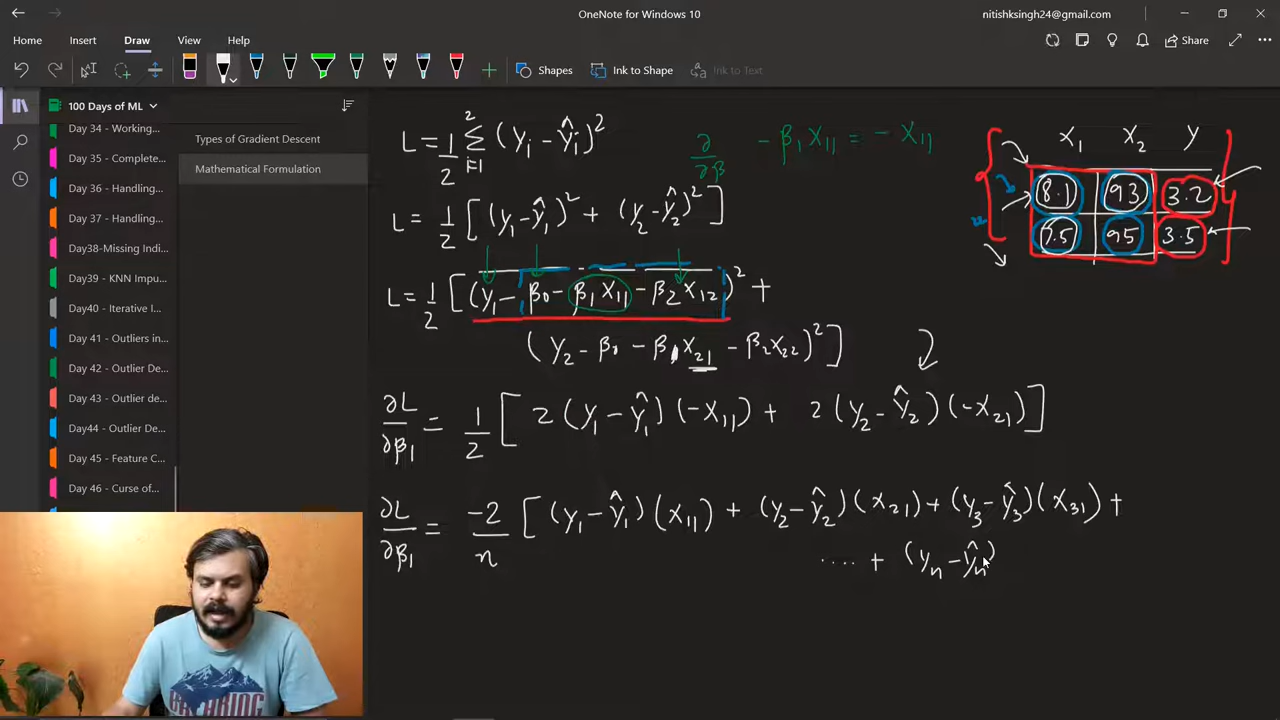 OneNote for Windows 10
nitishksingh24@gmail.com
Home Insert Draw View Help
Share
Shapes Ink to Shape Ink to Text
100 Days of ML
Day 34 - Working...
Day 35 - Complete...
Day 36 - Handling...
Day 37 - Handling...
Day38-Missing Indi...
Day39 - KNN Impu...
Day40 - Iterative I...
Day 41 - Outliers in...
Day 42 - Outlier De...
Day 43 - Outlier de...
Day44 - Outlier De...
Day 45 - Feature C...
Day 46 - Curse of...
Types of Gradient Descent
Mathematical Formulation
L = 1/2 Σ_{i=1}^{2} (y_i - ŷ_i)²
∂/∂β - β₁X₁₁ = - X₁₁
X₁ X₂ Y
8.1 93 3.2
7.5 95 3.5
L = 1/2 [(y₁ - ŷ₁)² + (y₂ - ŷ₂)²]
L = 1/2 [(y₁ - β₀ - β₁X₁₁ - β₂X₁₂)² +
(y₂ - β₀ - β₁X₂₁ - β₂X₂₂)²]
∂L/∂β₁ = 1/2 [2(y₁ - ŷ₁)(-X₁₁) + 2(y₂ - ŷ₂)(-X₂₁)]
∂L/∂β₁ = -2/n [(y₁ - ŷ₁)(X₁₁) + (y₂ - ŷ₂)(X₂₁) + (y₃ - ŷ₃)(X₃₁) +
.... + (yₙ - ŷₙ)